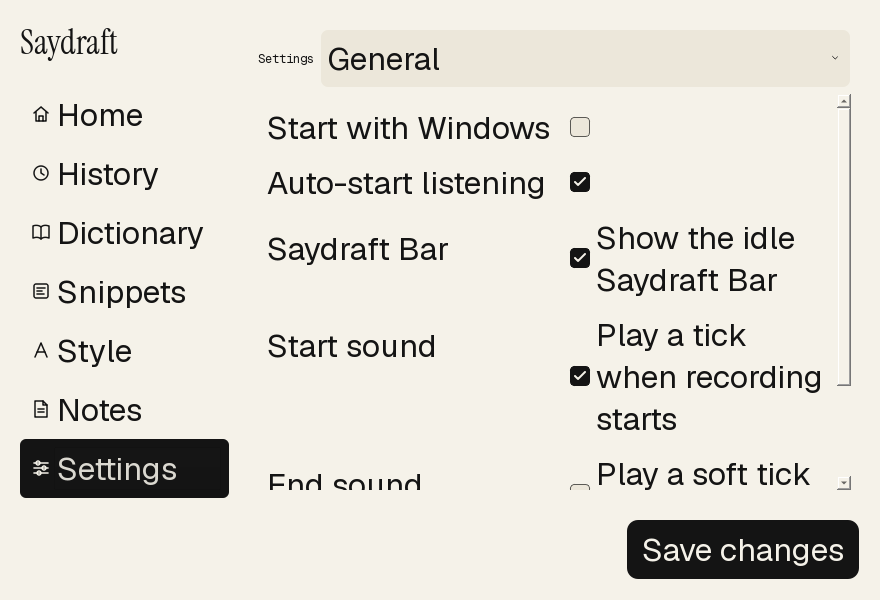 Saydraft
Home
History
Dictionary
Snippets
Style
Notes
Settings
Settings
General
Start with Windows
Auto-start listening
Saydraft Bar
Show the idle
Saydraft Bar
Start sound
Play a tick
when recording
starts
End sound
Play a soft tick
Save changes